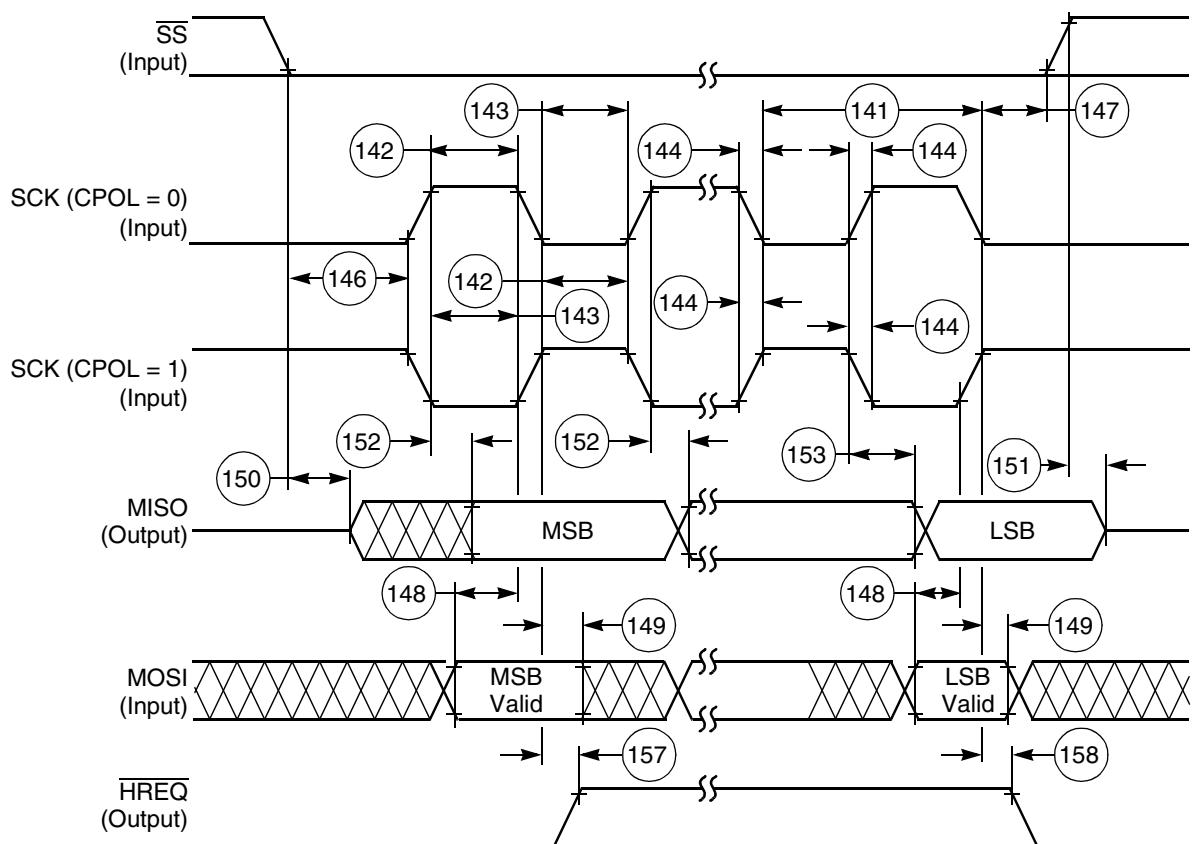 SS
(Input)
143
141
147
142
144
144
SCK (CPOL = 0)
(Input)
146
142
144
143
144
SCK (CPOL = 1)
(Input)
152
152
153
150
151
MISO
(Output)
MSB
LSB
148
148
149
149
MOSI
(Input)
MSB
Valid
LSB
Valid
157
158
HREQ
(Output)